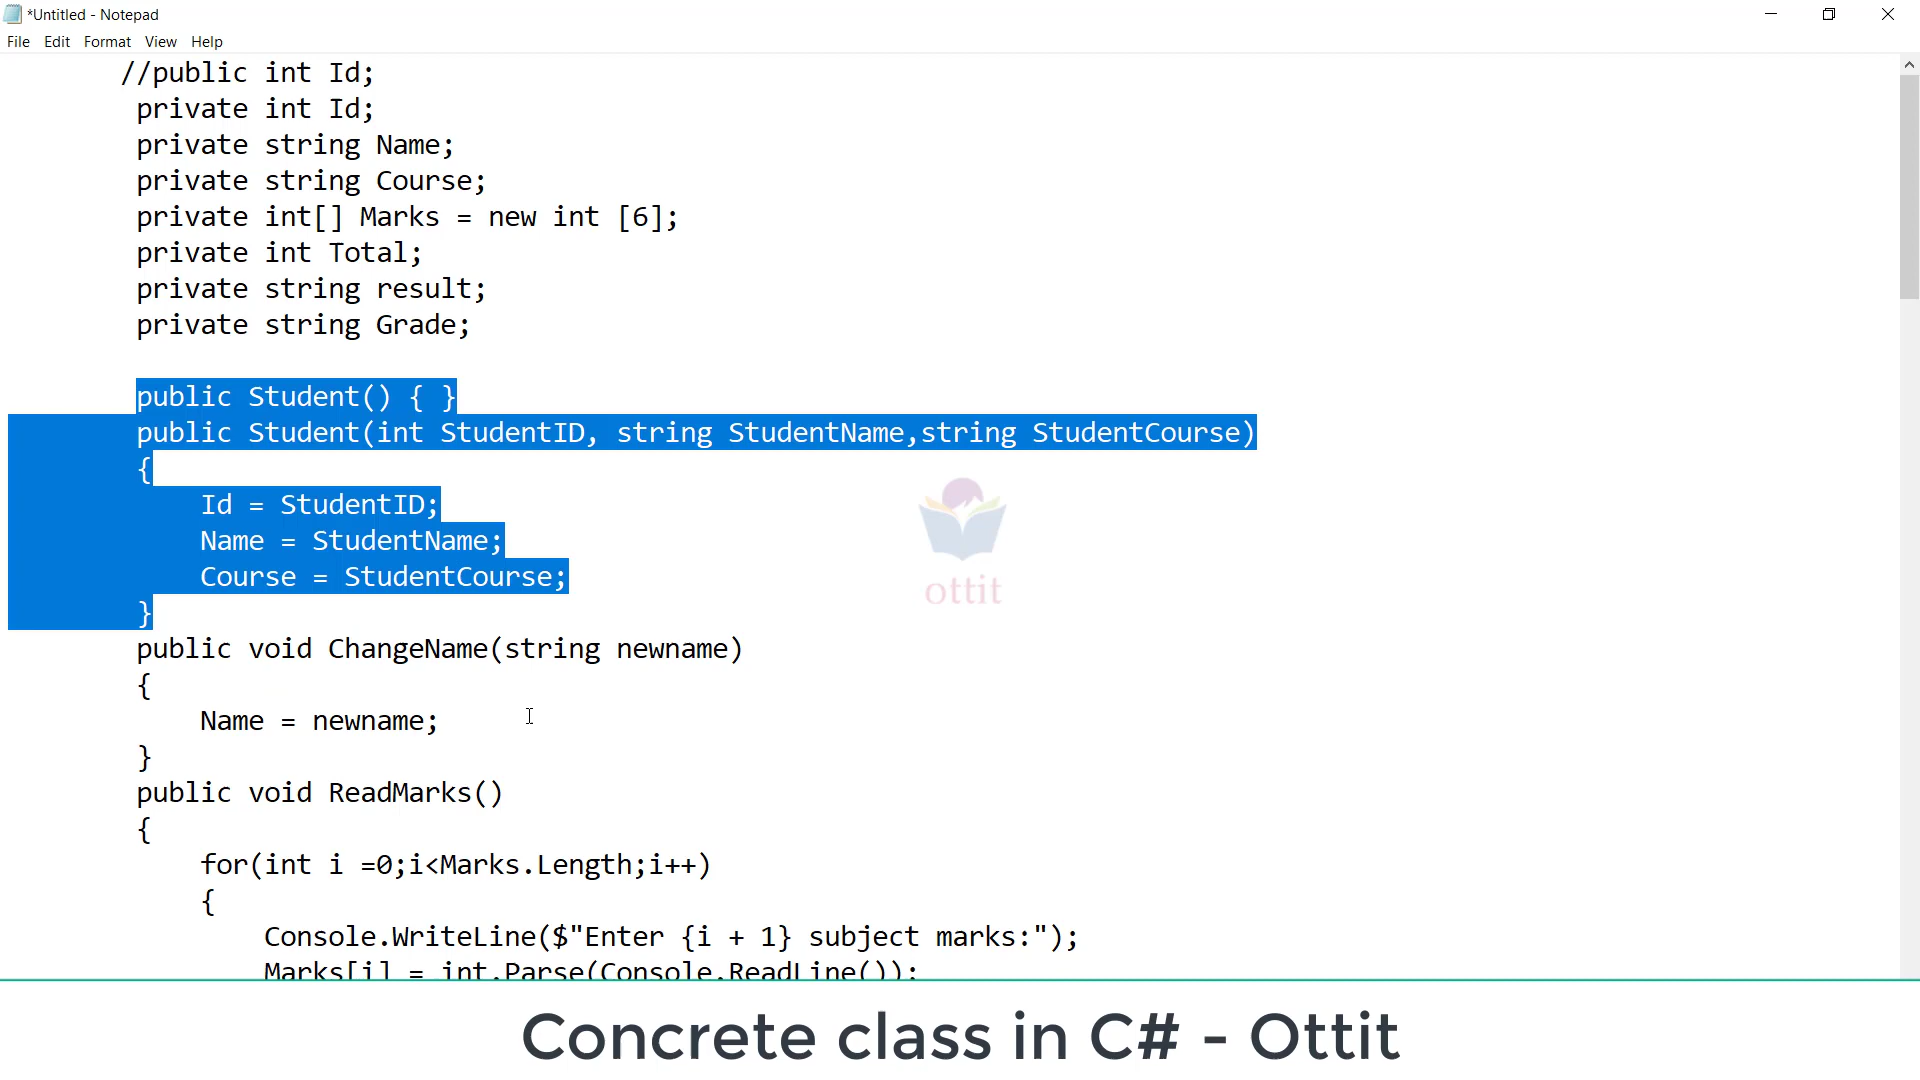 *Untitled - Notepad
File Edit Format View Help
//public int Id;
private int Id;
private string Name;
private string Course;
private int[] Marks = new int [6];
private int Total;
private string result;
private string Grade;
public Student() { }
public Student(int StudentID, string StudentName,string StudentCourse)
{
Id = StudentID;
Name = StudentName;
Course = StudentCourse;
}
public void ChangeName(string newname)
{
Name = newname;
}
public void ReadMarks()
{
for(int i =0;i<Marks.Length;i++)
{
Console.WriteLine($"Enter {i + 1} subject marks:");
Marks[i] = int.Parse(Console.ReadLine());
ottit
Concrete class in C# - Ottit